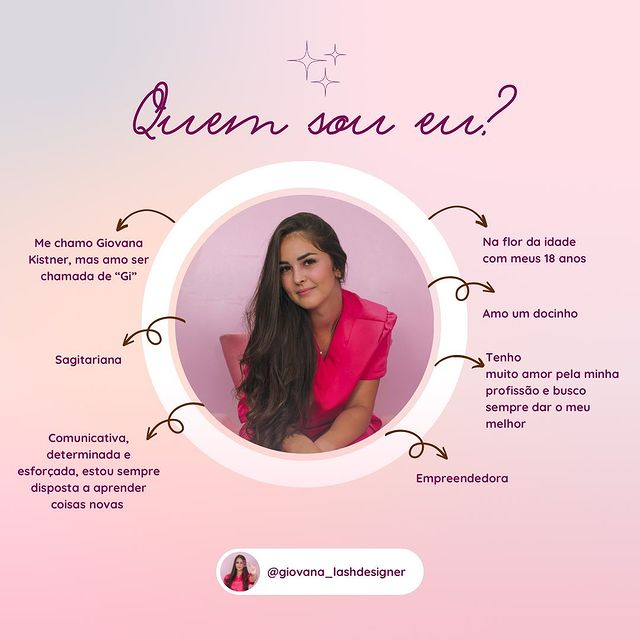 Quem sou eu?
Me chamo Giovana
Kistner, mas amo ser
chamada de “Gi”
Na flor da idade
com meus 18 anos
Amo um docinho
Sagitariana
Tenho
muito amor pela minha
profissão e busco
sempre dar o meu
melhor
Comunicativa,
determinada e
esforçada, estou sempre
disposta a aprender
coisas novas
Empreendedora
@giovana_lashdesigner